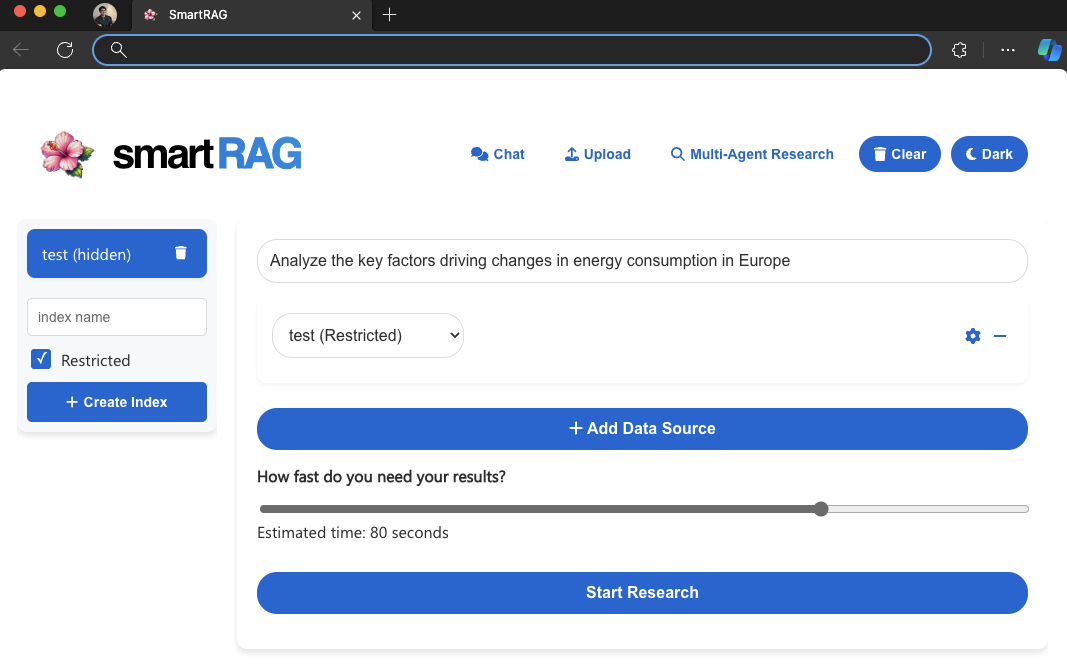 SmartRAG
smartRAG
Chat
Upload
Multi-Agent Research
Clear
Dark
test (hidden)
index name
Restricted
+ Create Index
Analyze the key factors driving changes in energy consumption in Europe
test (Restricted)
+ Add Data Source
How fast do you need your results?
Estimated time: 80 seconds
Start Research